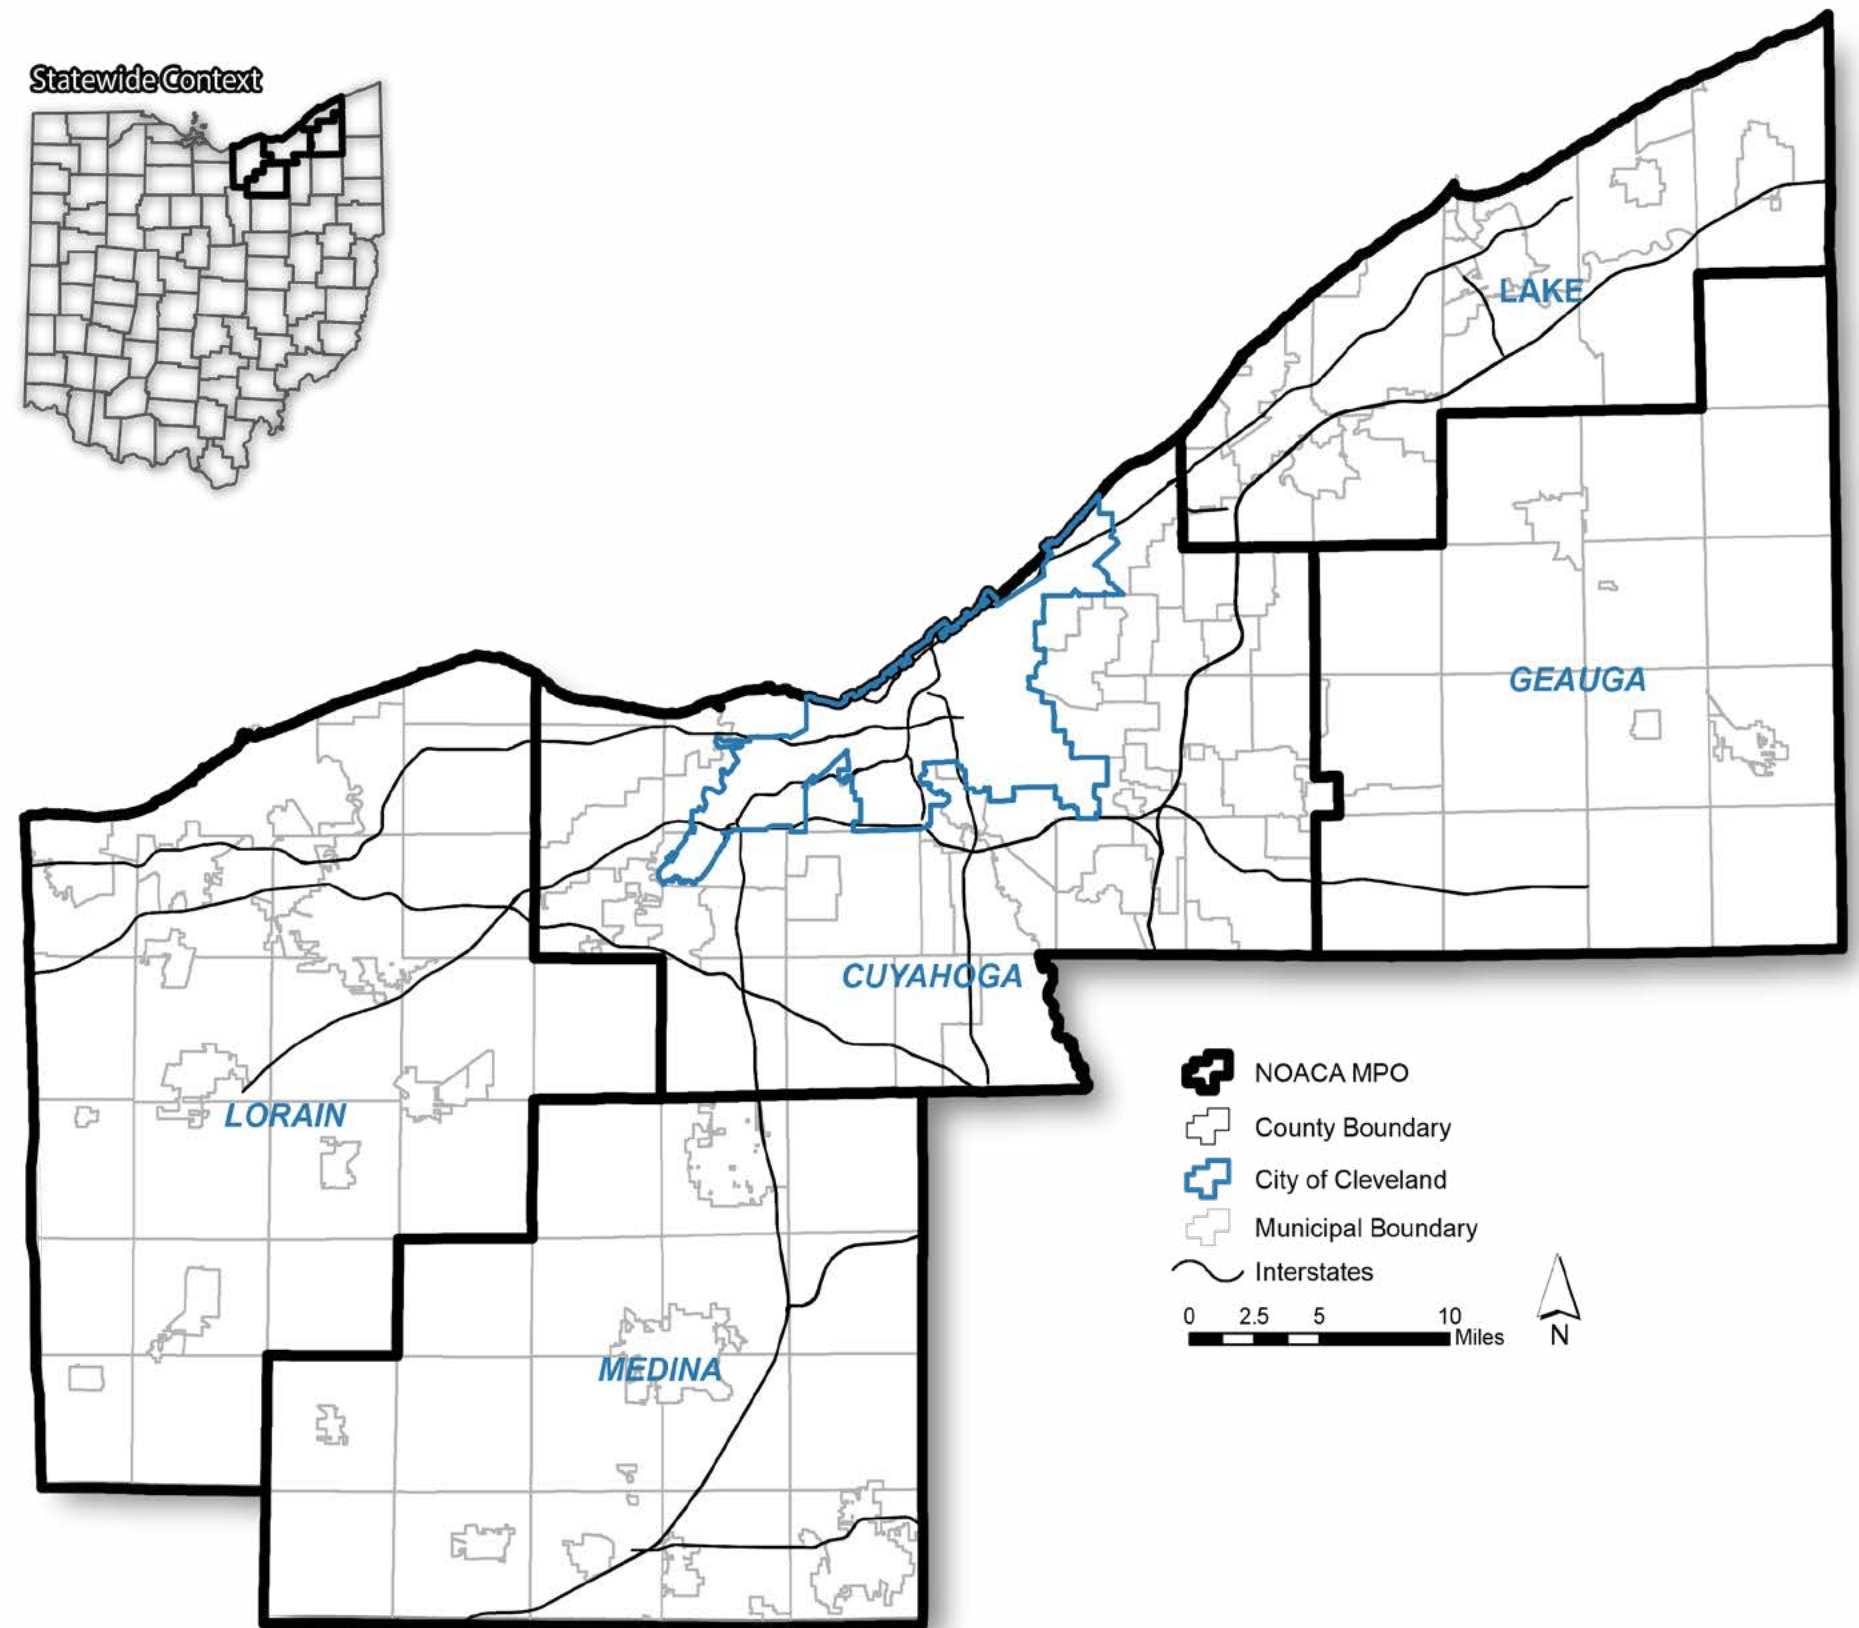 Statewide Context
LAKE
GEAUGA
CUYAHOGA
LORAIN
MEDINA
NOACA MPO
County Boundary
City of Cleveland
Municipal Boundary
Interstates
0 2.5 5 10
Miles
N